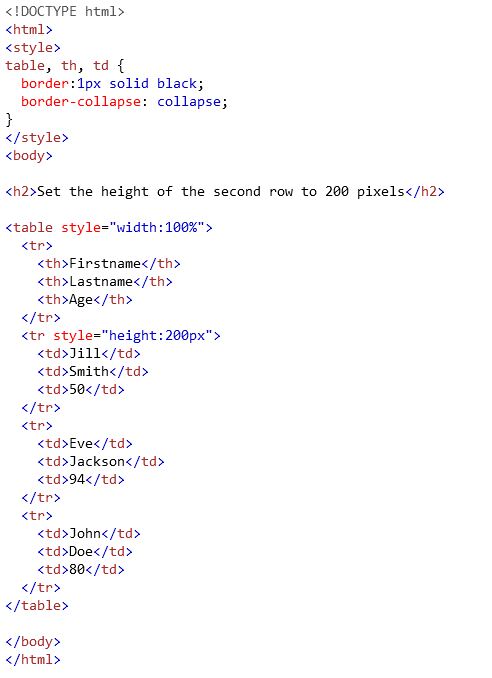 <!DOCTYPE html>
<html>
<style>
table, th, td {
  border:1px solid black;
  border-collapse: collapse;
}
</style>
<body>

<h2>Set the height of the second row to 200 pixels</h2>

<table style="width:100%">
  <tr>
    <th>Firstname</th>
    <th>Lastname</th>
    <th>Age</th>
  </tr>
  <tr style="height:200px">
    <td>Jill</td>
    <td>Smith</td>
    <td>50</td>
  </tr>
  <tr>
    <td>Eve</td>
    <td>Jackson</td>
    <td>94</td>
  </tr>
  <tr>
    <td>John</td>
    <td>Doe</td>
    <td>80</td>
  </tr>
</table>

</body>
</html>